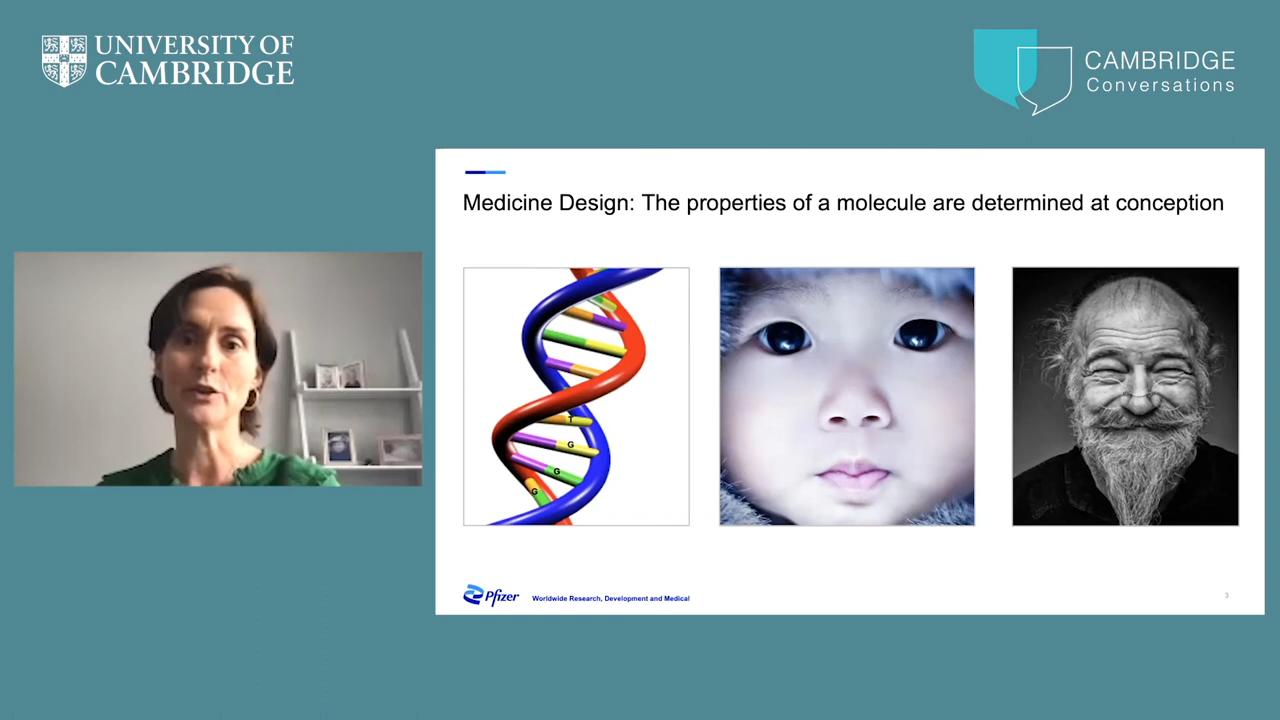 UNIVERSITY OF
CAMBRIDGE
CAMBRIDGE
Conversations
Medicine Design: The properties of a molecule are determined at conception
T
G
G
G
Pfizer
Worldwide Research, Development and Medical
3